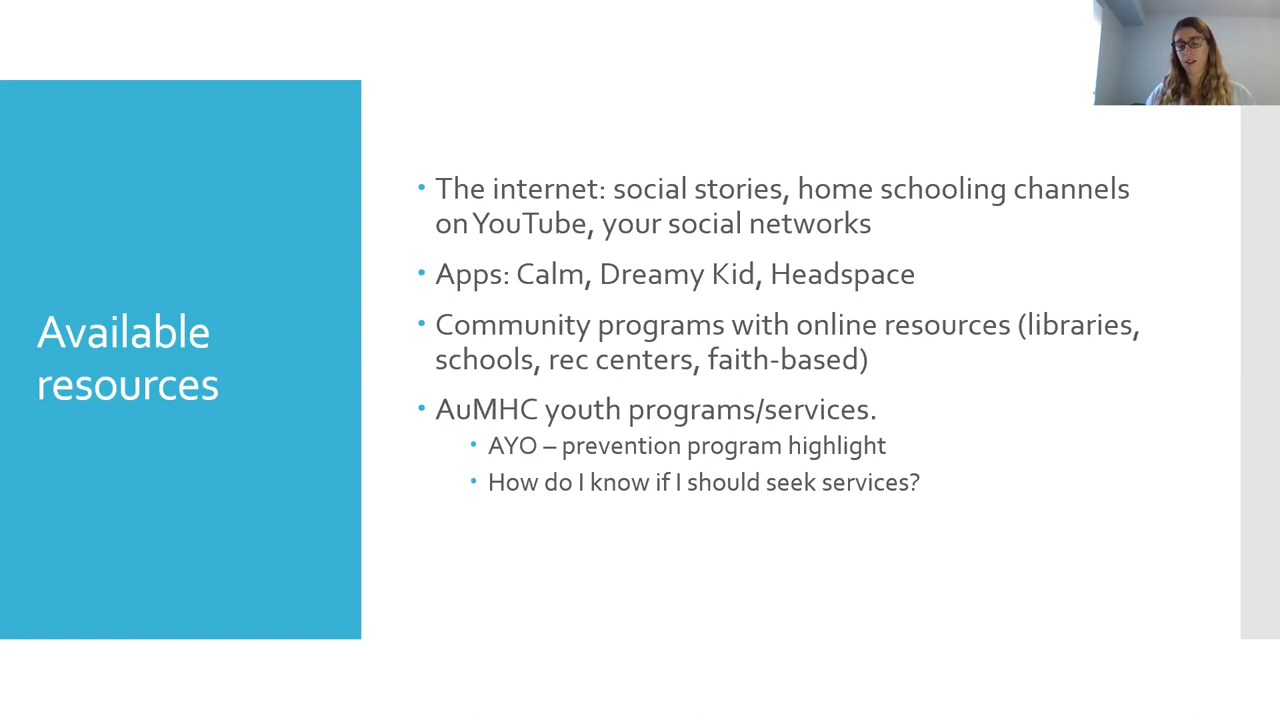 Available
resources
• The internet: social stories, home schooling channels
on YouTube, your social networks
• Apps: Calm, Dreamy Kid, Headspace
• Community programs with online resources (libraries,
schools, rec centers, faith-based)
• AuMHC youth programs/services.
• AYO – prevention program highlight
• How do I know if I should seek services?